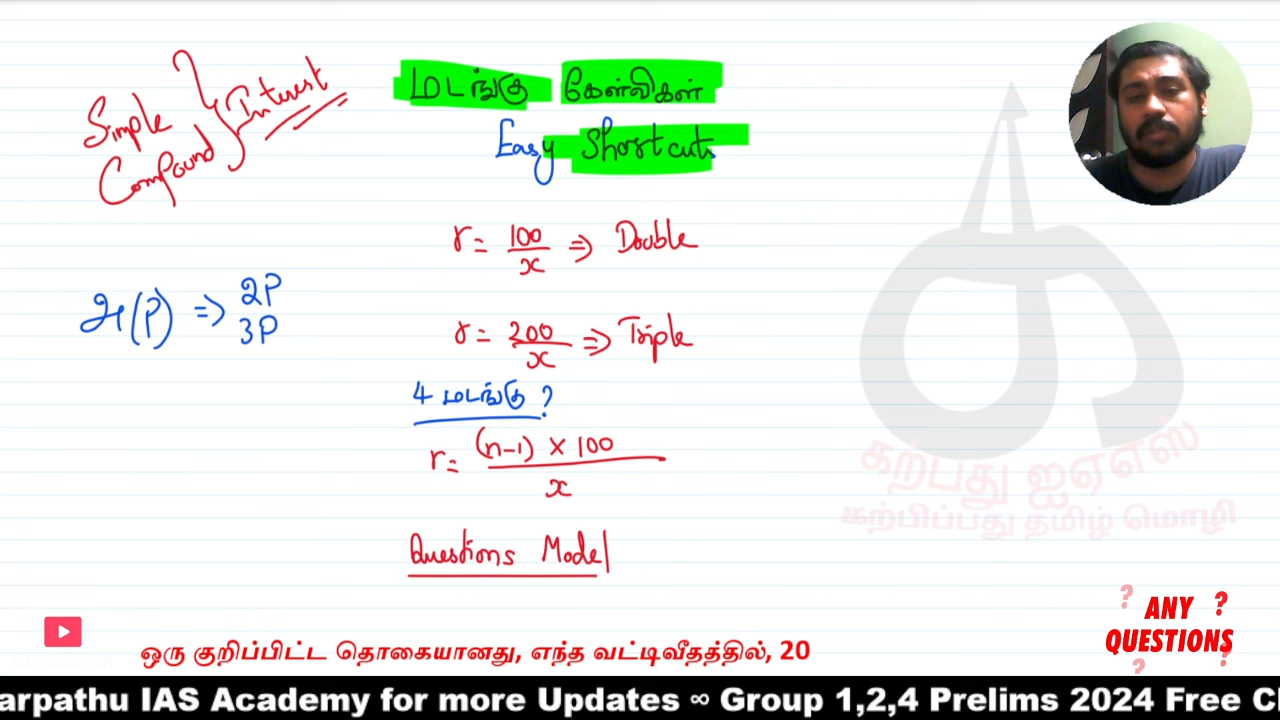 Simple
Compound } Interest
மடங்கு கேள்விகள்
Easy Shortcuts
r = 100/x => Double
அ(P) => 2P
3P
r = 200/x => Triple
4 மடங்கு ?
r = (n-1) × 100 / x
Questions Model
கற்பது ஐஏஎஸ்
கற்பிப்பது தமிழ் மொழி
? ANY ?
QUESTIONS
? ?
ஒரு குறிப்பிட்ட தொகையானது, எந்த வட்டிவீதத்தில், 20
arpathu IAS Academy for more Updates ∞ Group 1,2,4 Prelims 2024 Free C